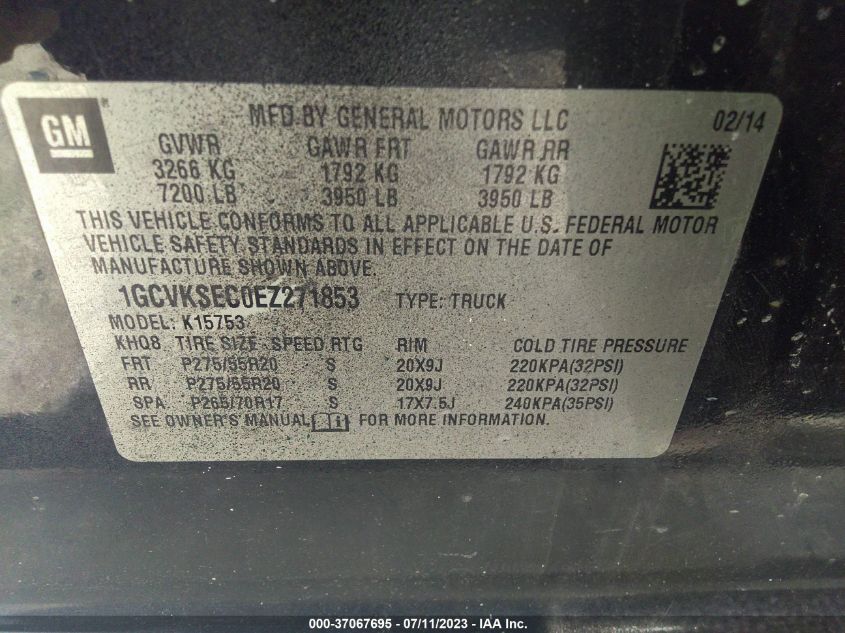 GM ®
MFD BY GENERAL MOTORS LLC 02/14
GVWR GAWR FRT GAWR RR
3266 KG 1792 KG 1792 KG
7200 LB 3950 LB 3950 LB
THIS VEHICLE CONFORMS TO ALL APPLICABLE U.S. FEDERAL MOTOR
VEHICLE SAFETY STANDARDS IN EFFECT ON THE DATE OF
MANUFACTURE SHOWN ABOVE.
1GCVKSEC0EZ271853 TYPE: TRUCK
MODEL: K15753
KHQ8 TIRE SIZE SPEED RTG RIM COLD TIRE PRESSURE
FRT P275/55R20 S 20X9J 220KPA(32PSI)
RR P275/55R20 S 20X9J 220KPA(32PSI)
SPA P265/70R17 S 17X7.5J 240KPA(35PSI)
SEE OWNER'S MANUAL FOR MORE INFORMATION.
000-37067695 - 07/11/2023 - © IAA Inc.